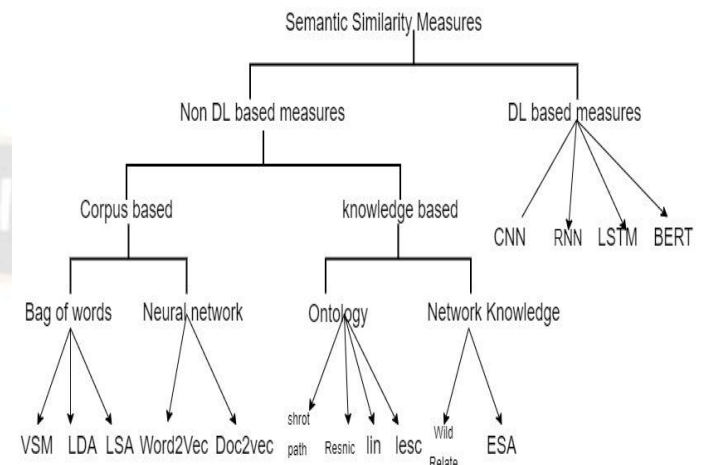 Semantic Similarity Measures
Non DL based measures
DL based measures
Corpus based
knowledge based
CNN
RNN
LSTM
BERT
Bag of words
Neural network
Ontology
Network Knowledge
VSM
LDA
LSA
Word2Vec
Doc2vec
shrot
path
Resnic
lin
lesc
Wild
Relate
ESA